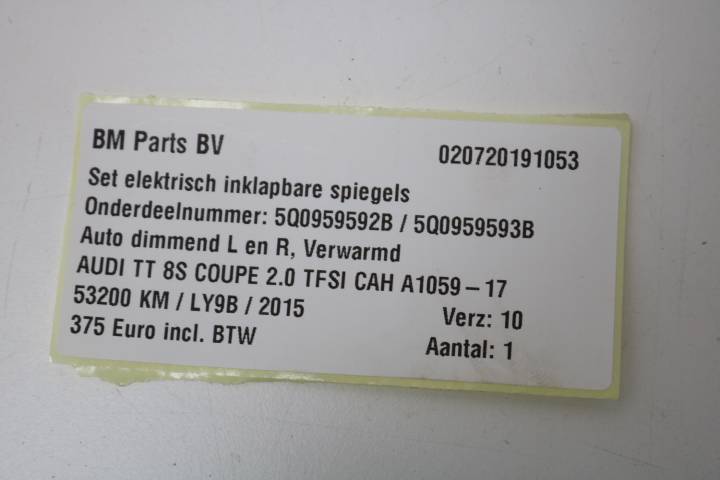 BM Parts BV 020720191053
Set elektrisch inklapbare spiegels
Onderdeelnummer: 5Q0959592B / 5Q0959593B
Auto dimmend L en R, Verwarmd
AUDI TT 8S COUPE 2.0 TFSI CAH A1059-17
53200 KM / LY9B / 2015 Verz: 10
375 Euro incl. BTW Aantal: 1